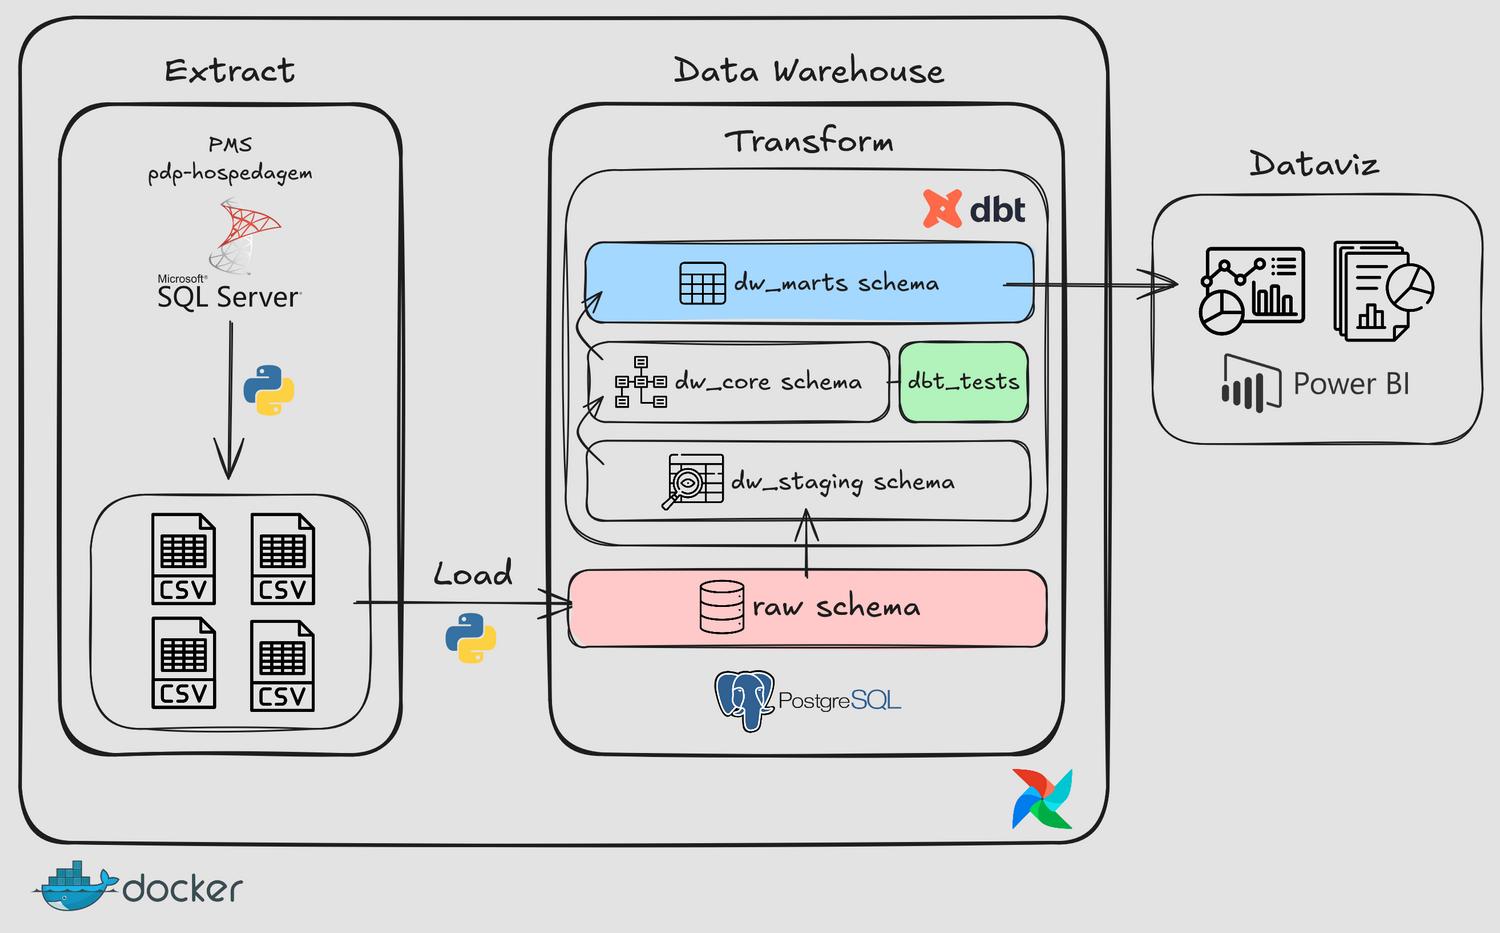 Extract
PMS
pdp-hospedagem
Microsoft®
SQL Server
CSV
CSV
CSV
CSV
Load
Data Warehouse
Transform
dbt
dw_marts schema
dw_core schema
dbt_tests
dw_staging schema
raw schema
PostgreSQL
Dataviz
Power BI
docker